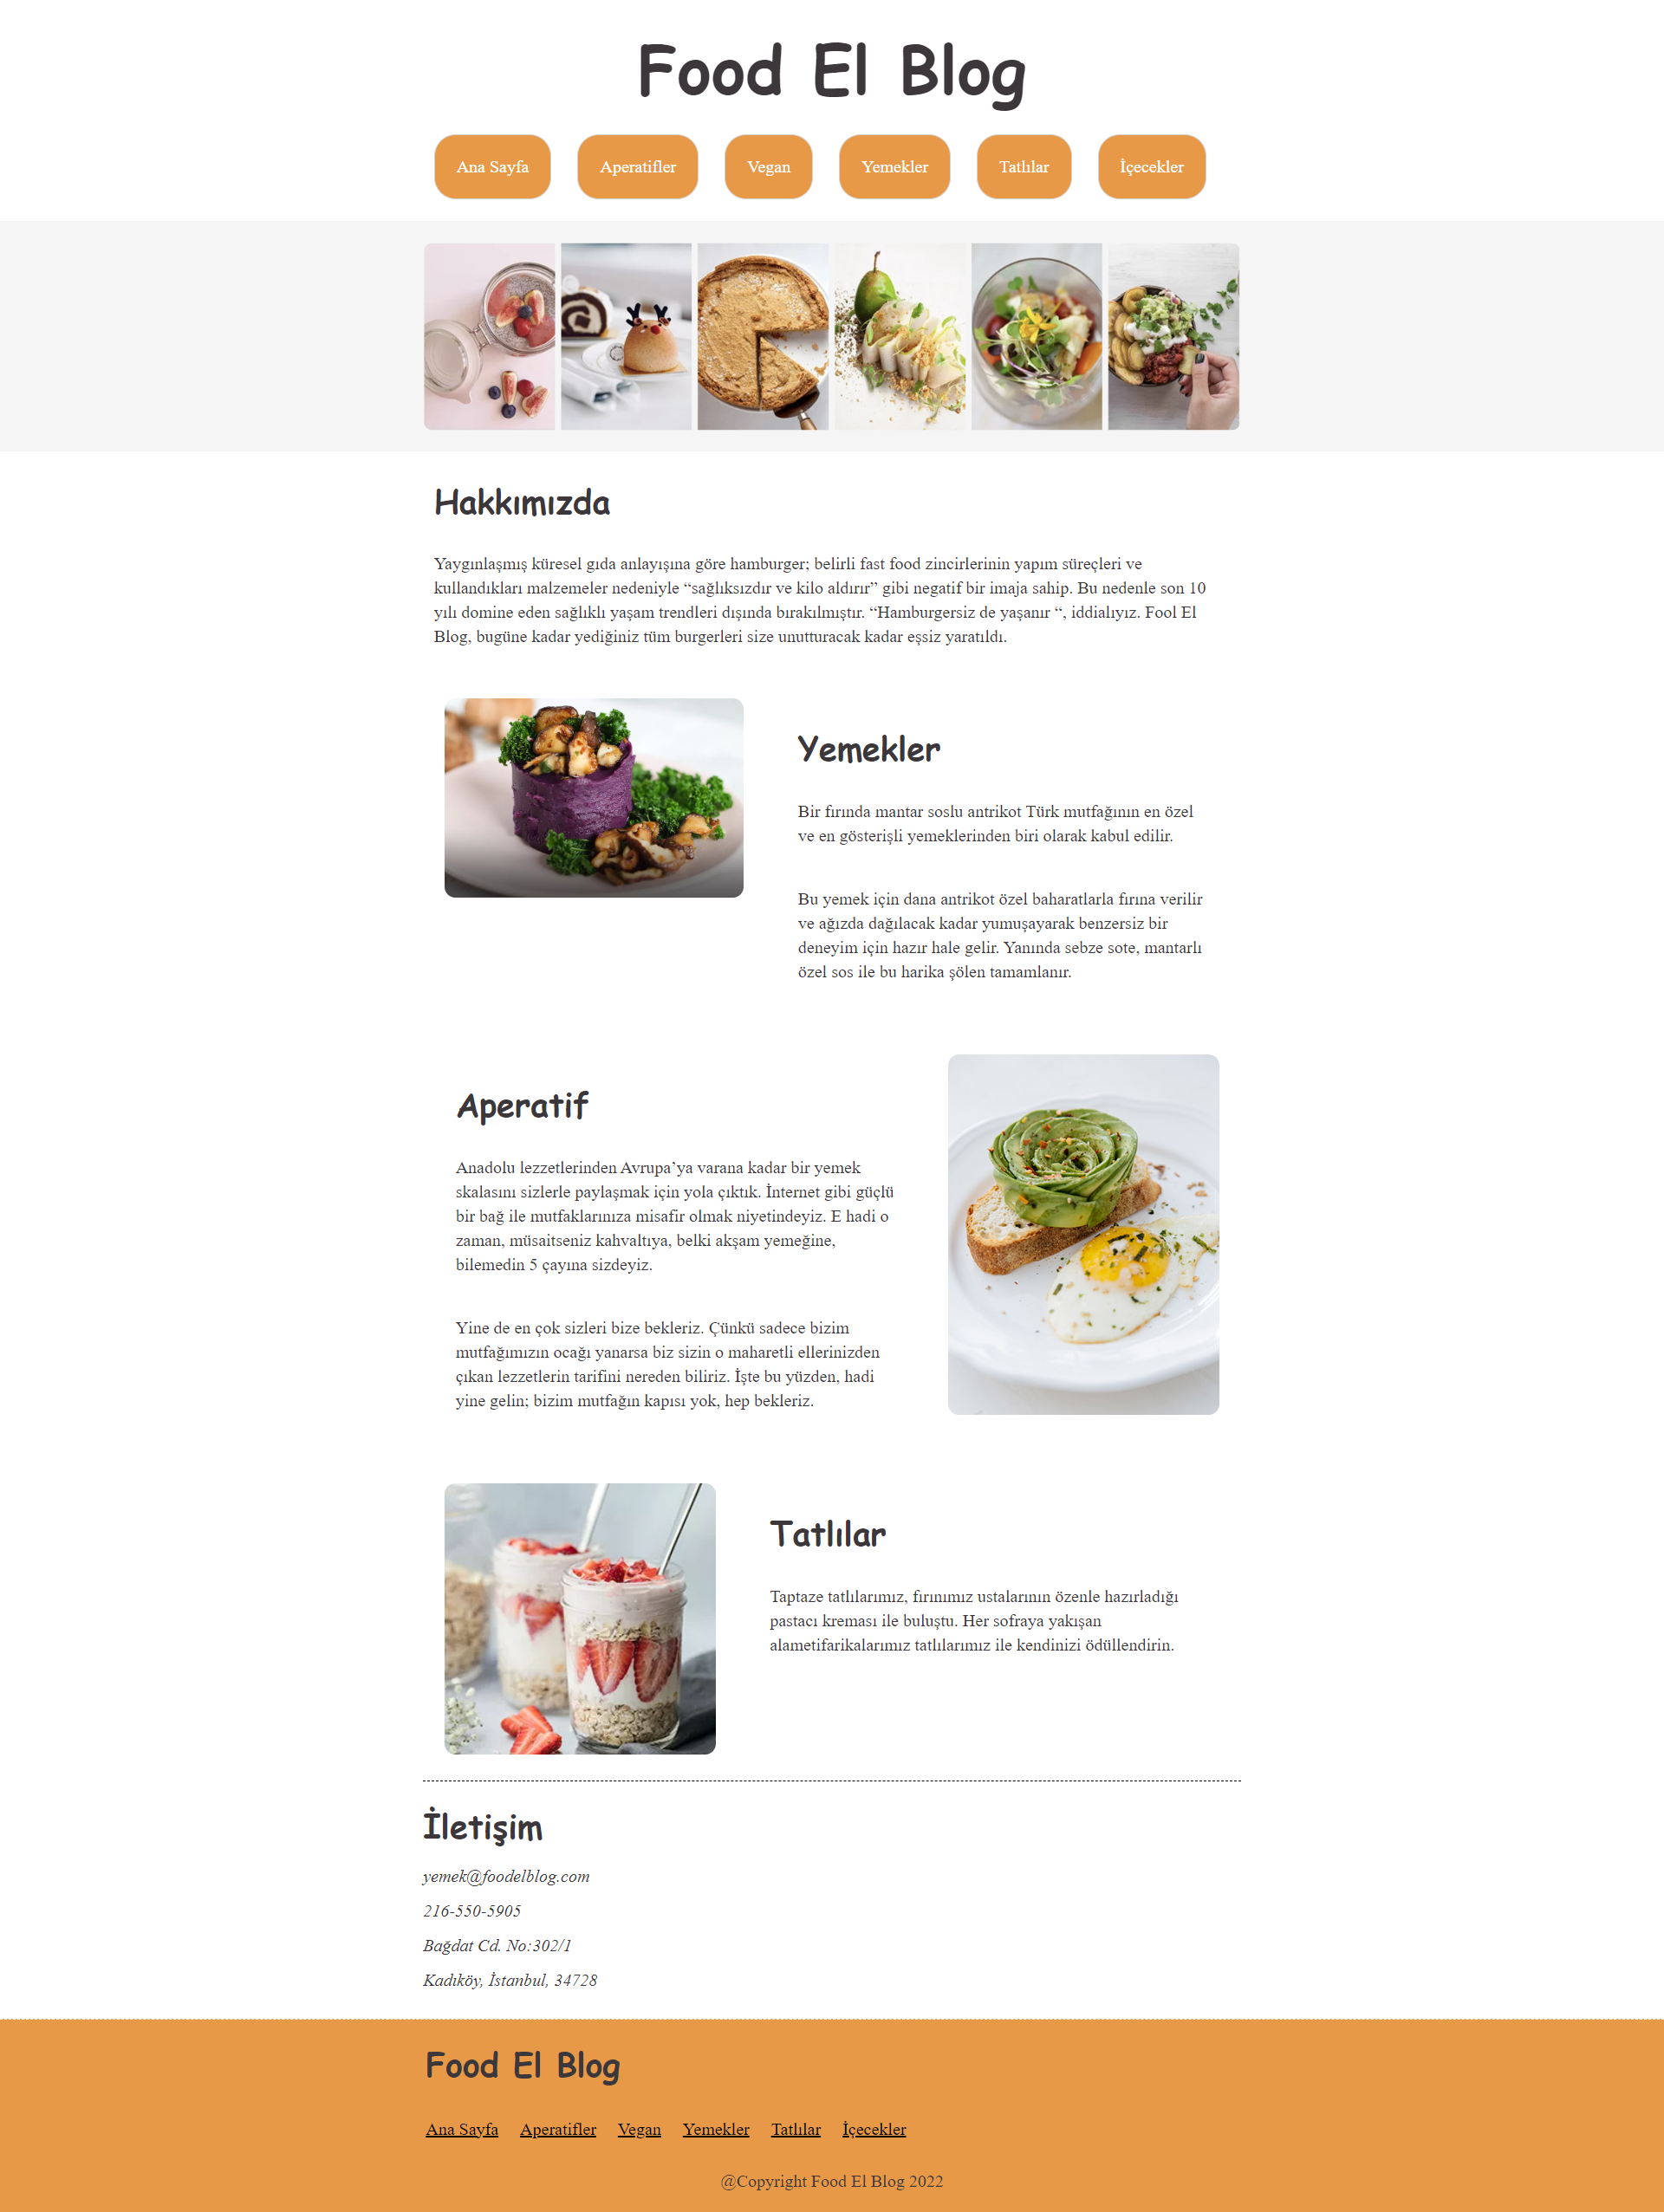 Food El Blog
Ana Sayfa Aperatifler Vegan Yemekler Tatlılar İçecekler
Hakkımızda
Yaygınlaşmış küresel gıda anlayışına göre hamburger; belirli fast food zincirlerinin yapım süreçleri ve
kullandıkları malzemeler nedeniyle “sağlıksızdır ve kilo aldırır” gibi negatif bir imaja sahip. Bu nedenle son 10
yılı domine eden sağlıklı yaşam trendleri dışında bırakılmıştır. “Hamburgersiz de yaşanır “, iddialıyız. Fool El
Blog, bugüne kadar yediğiniz tüm burgerleri size unutturacak kadar eşsiz yaratıldı.
Yemekler
Bir fırında mantar soslu antrikot Türk mutfağının en özel
ve en gösterişli yemeklerinden biri olarak kabul edilir.
Bu yemek için dana antrikot özel baharatlarla fırına verilir
ve ağızda dağılacak kadar yumuşayarak benzersiz bir
deneyim için hazır hale gelir. Yanında sebze sote, mantarlı
özel sos ile bu harika şölen tamamlanır.
Aperatif
Anadolu lezzetlerinden Avrupa’ya varana kadar bir yemek
skalasını sizlerle paylaşmak için yola çıktık. İnternet gibi güçlü
bir bağ ile mutfaklarınıza misafir olmak niyetindeyiz. E hadi o
zaman, müsaitseniz kahvaltıya, belki akşam yemeğine,
bilemedin 5 çayına sizdeyiz.
Yine de en çok sizleri bize bekleriz. Çünkü sadece bizim
mutfağımızın ocağı yanarsa biz sizin o maharetli ellerinizden
çıkan lezzetlerin tarifini nereden biliriz. İşte bu yüzden, hadi
yine gelin; bizim mutfağın kapısı yok, hep bekleriz.
Tatlılar
Taptaze tatlılarımız, fırınımız ustalarının özenle hazırladığı
pastacı kreması ile buluştu. Her sofraya yakışan
alametifarikalarımız tatlılarımız ile kendinizi ödüllendirin.
İletişim
yemek@foodelblog.com
216-550-5905
Bağdat Cd. No:302/1
Kadıköy, İstanbul, 34728
Food El Blog
Ana Sayfa Aperatifler Vegan Yemekler Tatlılar İçecekler
@Copyright Food El Blog 2022